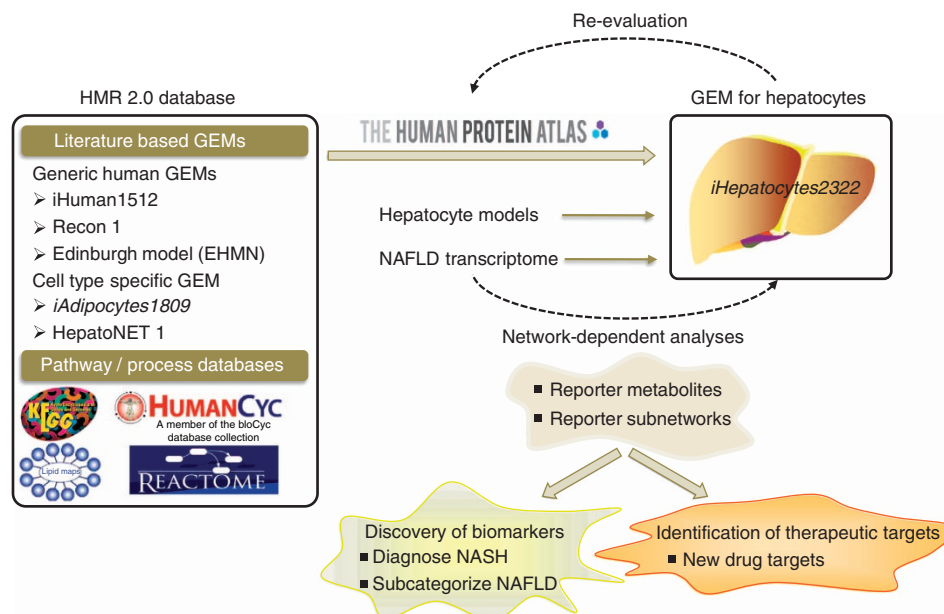 Re-evaluation
HMR 2.0 database
GEM for hepatocytes
Literature based GEMs
Generic human GEMs
➢ iHuman1512
➢ Recon 1
➢ Edinburgh model (EHMN)
Cell type specific GEM
➢ iAdipocytes1809
➢ HepatoNET 1
Pathway / process databases
KEGG
HUMANCYC
A member of the bloCyc
database collection
Lipid maps
REACTOME
THE HUMAN PROTEIN ATLAS
iHepatocytes2322
Hepatocyte models
NAFLD transcriptome
Network-dependent analyses
■ Reporter metabolites
■ Reporter subnetworks
Discovery of biomarkers
■ Diagnose NASH
■ Subcategorize NAFLD
Identification of therapeutic targets
■ New drug targets